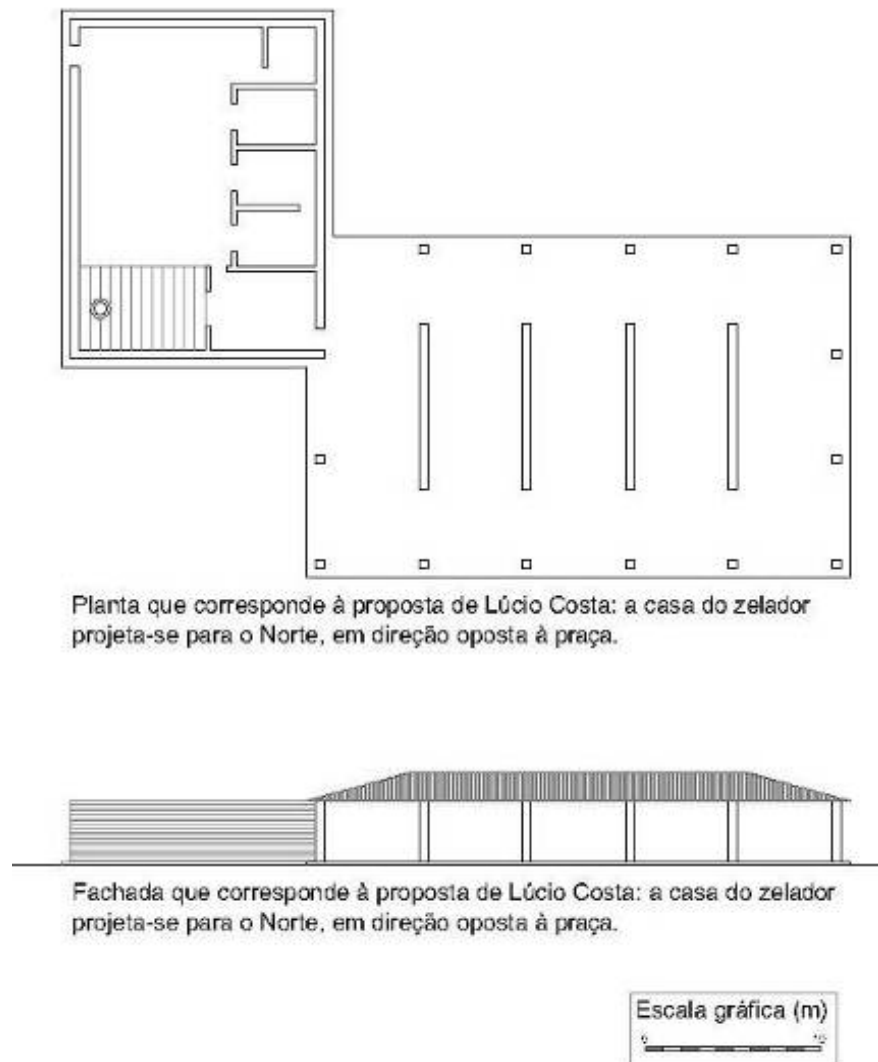 Planta que corresponde à proposta de Lúcio Costa: a casa do zelador
projeta-se para o Norte, em direção oposta à praça.
Fachada que corresponde à proposta de Lúcio Costa: a casa do zelador
projeta-se para o Norte, em direção oposta à praça.
Escala gráfica (m)
0 10